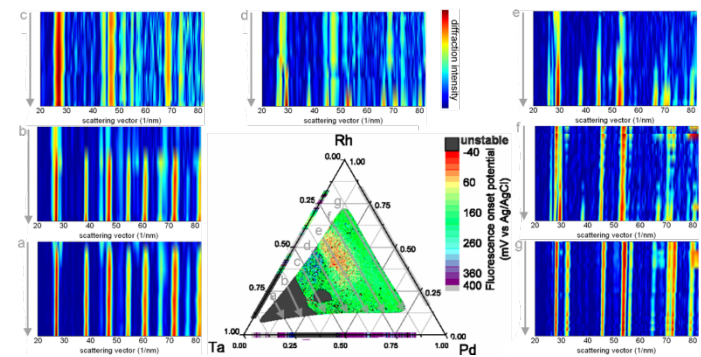 c
20 30 40 50 60 70 80
scattering vector (1/nm)
d
20 30 40 50 60 70 80
scattering vector (1/nm)
diffraction intensity
e
20 30 40 50 60 70 80
scattering vector (1/nm)
b
20 30 40 50 60 70 80
scattering vector (1/nm)
a
20 30 40 50 60 70 80
scattering vector (1/nm)
Rh
0.00 1.00
0.25 0.75
0.50 0.50
0.75 0.25
1.00 0.00
Ta
0.25 0.50 0.75 1.00
Pd
a b c d e f g
unstable
-40
60
160
260
360
400
Fluorescence onset potential
(mV vs Ag/AgCl)
f
20 30 40 50 60 70 80
scattering vector (1/nm)
g
20 30 40 50 60 70 80
scattering vector (1/nm)